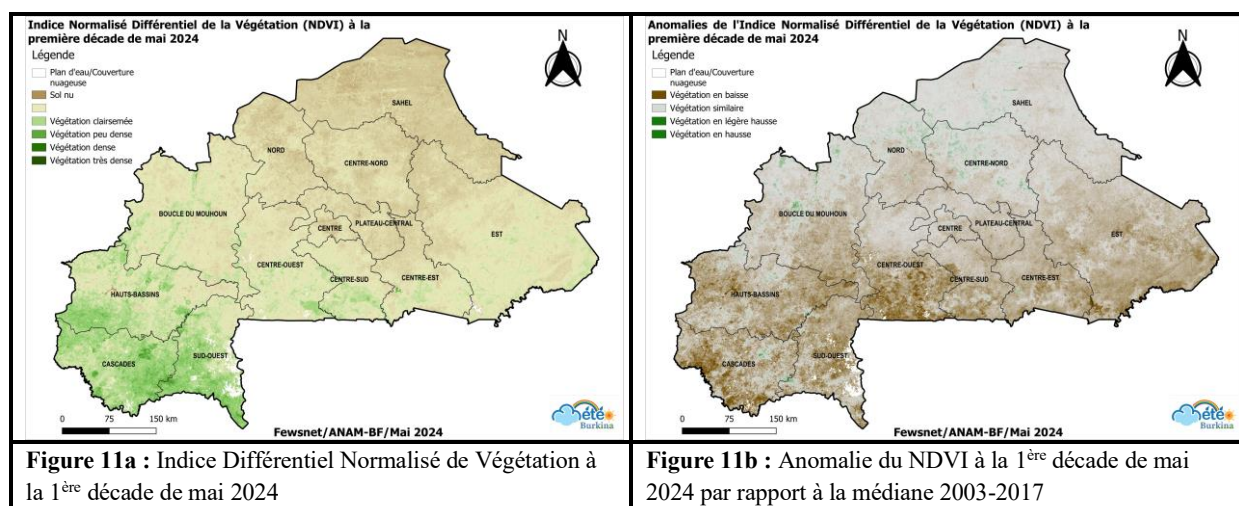 Indice Normalisé Différentiel de la Végétation (NDVI) à la
première décade de mai 2024
Légende
Plan d'eau/Couverture
nuageuse
Sol nu
Végétation clairsemée
Végétation peu dense
Végétation dense
Végétation très dense
N
SAHEL
NORD
CENTRE-NORD
BOUCLE DU MOUHOUN
CENTRE
PLATEAU-CENTRAL
EST
CENTRE-OUEST
CENTRE-SUD
CENTRE-EST
HAUTS-BASSINS
CASCADES
SUD-OUEST
0 75 150 km
Fewsnet/ANAM-BF/Mai 2024
été
Burkina
Anomalies de l'Indice Normalisé Différentiel de la Végétation (NDVI) à la
première décade de mai 2024
Légende
Plan d'eau/Couverture
nuageuse
Végétation en baisse
Végétation similaire
Végétation en légère hausse
Végétation en hausse
N
SAHEL
NORD
CENTRE-NORD
BOUCLE DU MOUHOUN
CENTRE
PLATEAU-CENTRAL
EST
CENTRE-OUEST
CENTRE-SUD
CENTRE-EST
HAUTS-BASSINS
CASCADES
SUD-OUEST
0 75 150 km
Fewsnet/ANAM-BF/Mai 2024
été
Burkina
Figure 11a : Indice Différentiel Normalisé de Végétation à
la 1ère décade de mai 2024
Figure 11b : Anomalie du NDVI à la 1ère décade de mai
2024 par rapport à la médiane 2003-2017